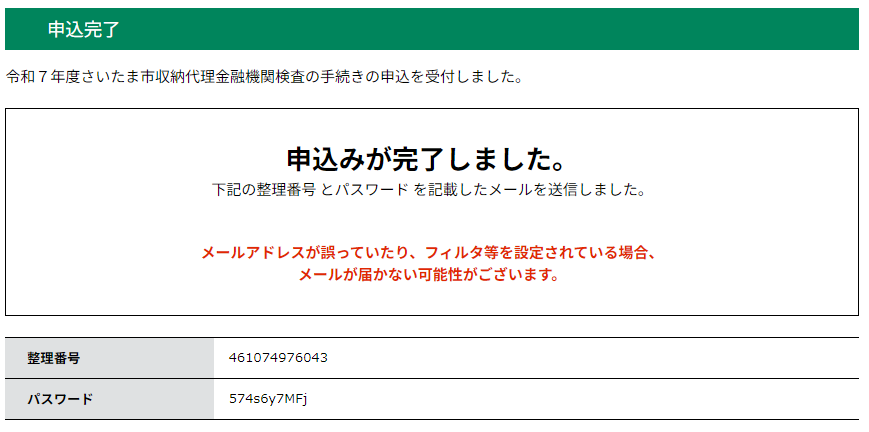 申込完了
令和７年度さいたま市収納代理金融機関検査の手続きの申込を受付しました。
申込みが完了しました。
下記の整理番号 とパスワード を記載したメールを送信しました。
メールアドレスが誤っていたり、フィルタ等を設定されている場合、
メールが届かない可能性がございます。
整理番号 461074976043
パスワード 574s6y7MFj